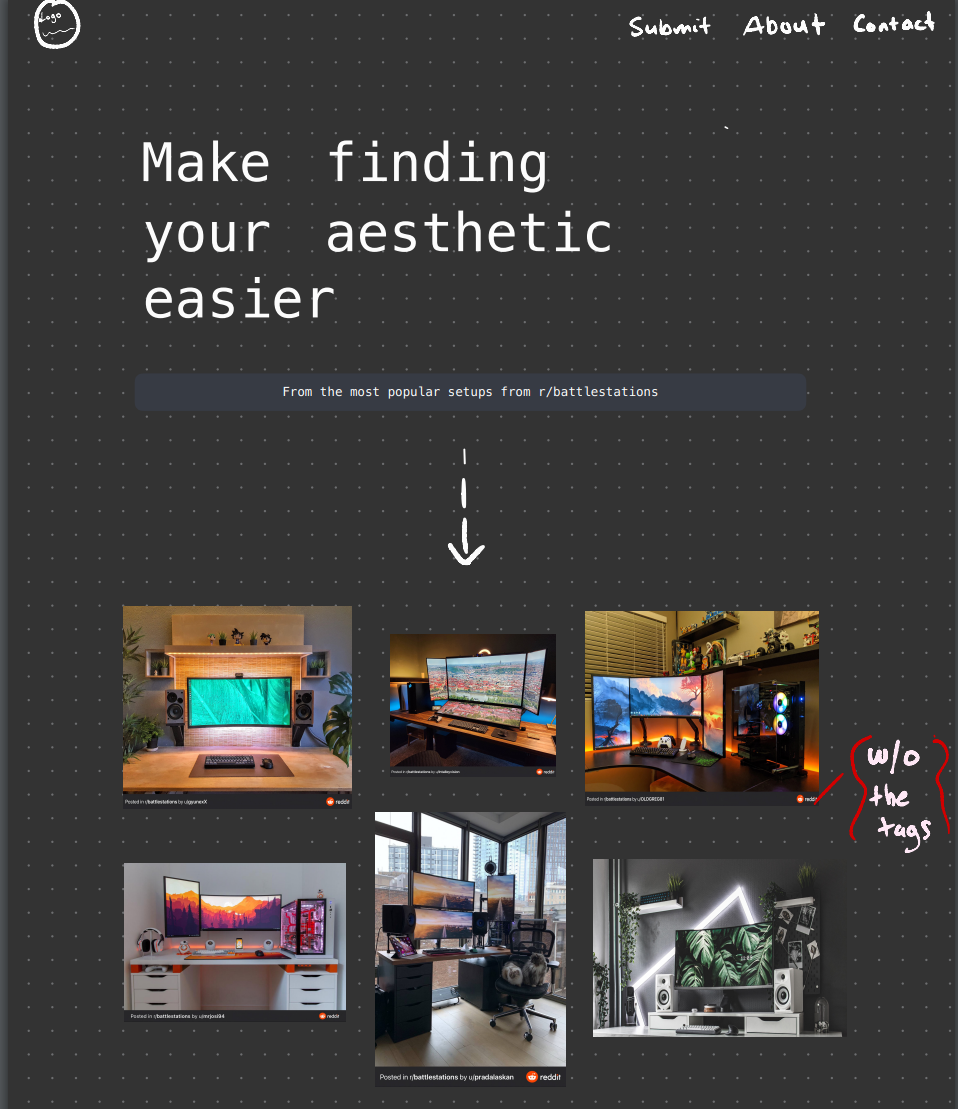 Logo
Submit About Contact
Make finding
your aesthetic
easier
From the most popular setups from r/battlestations
Posted in r/battlestations by
reddit
Posted in r/battlestations by
reddit
Posted in r/battlestations by u/OLDGREG81
reddit
w/o
the
tags
Posted in r/battlestations by u/mrjosi94
reddit
Posted in r/battlestations by u/pradalaskan
reddit